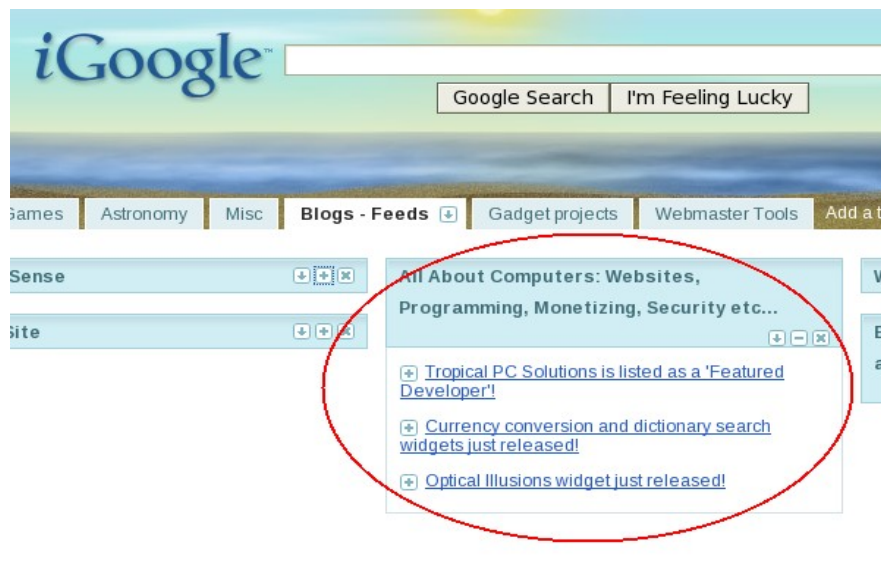 iGoogle™
Google Search I'm Feeling Lucky
Games Astronomy Misc Blogs - Feeds Gadget projects Webmaster Tools Add a t
Sense
All About Computers: Websites,
Programming, Monetizing, Security etc...
Site
Tropical PC Solutions is listed as a 'Featured
Developer'!
Currency conversion and dictionary search
widgets just released!
Optical Illusions widget just released!